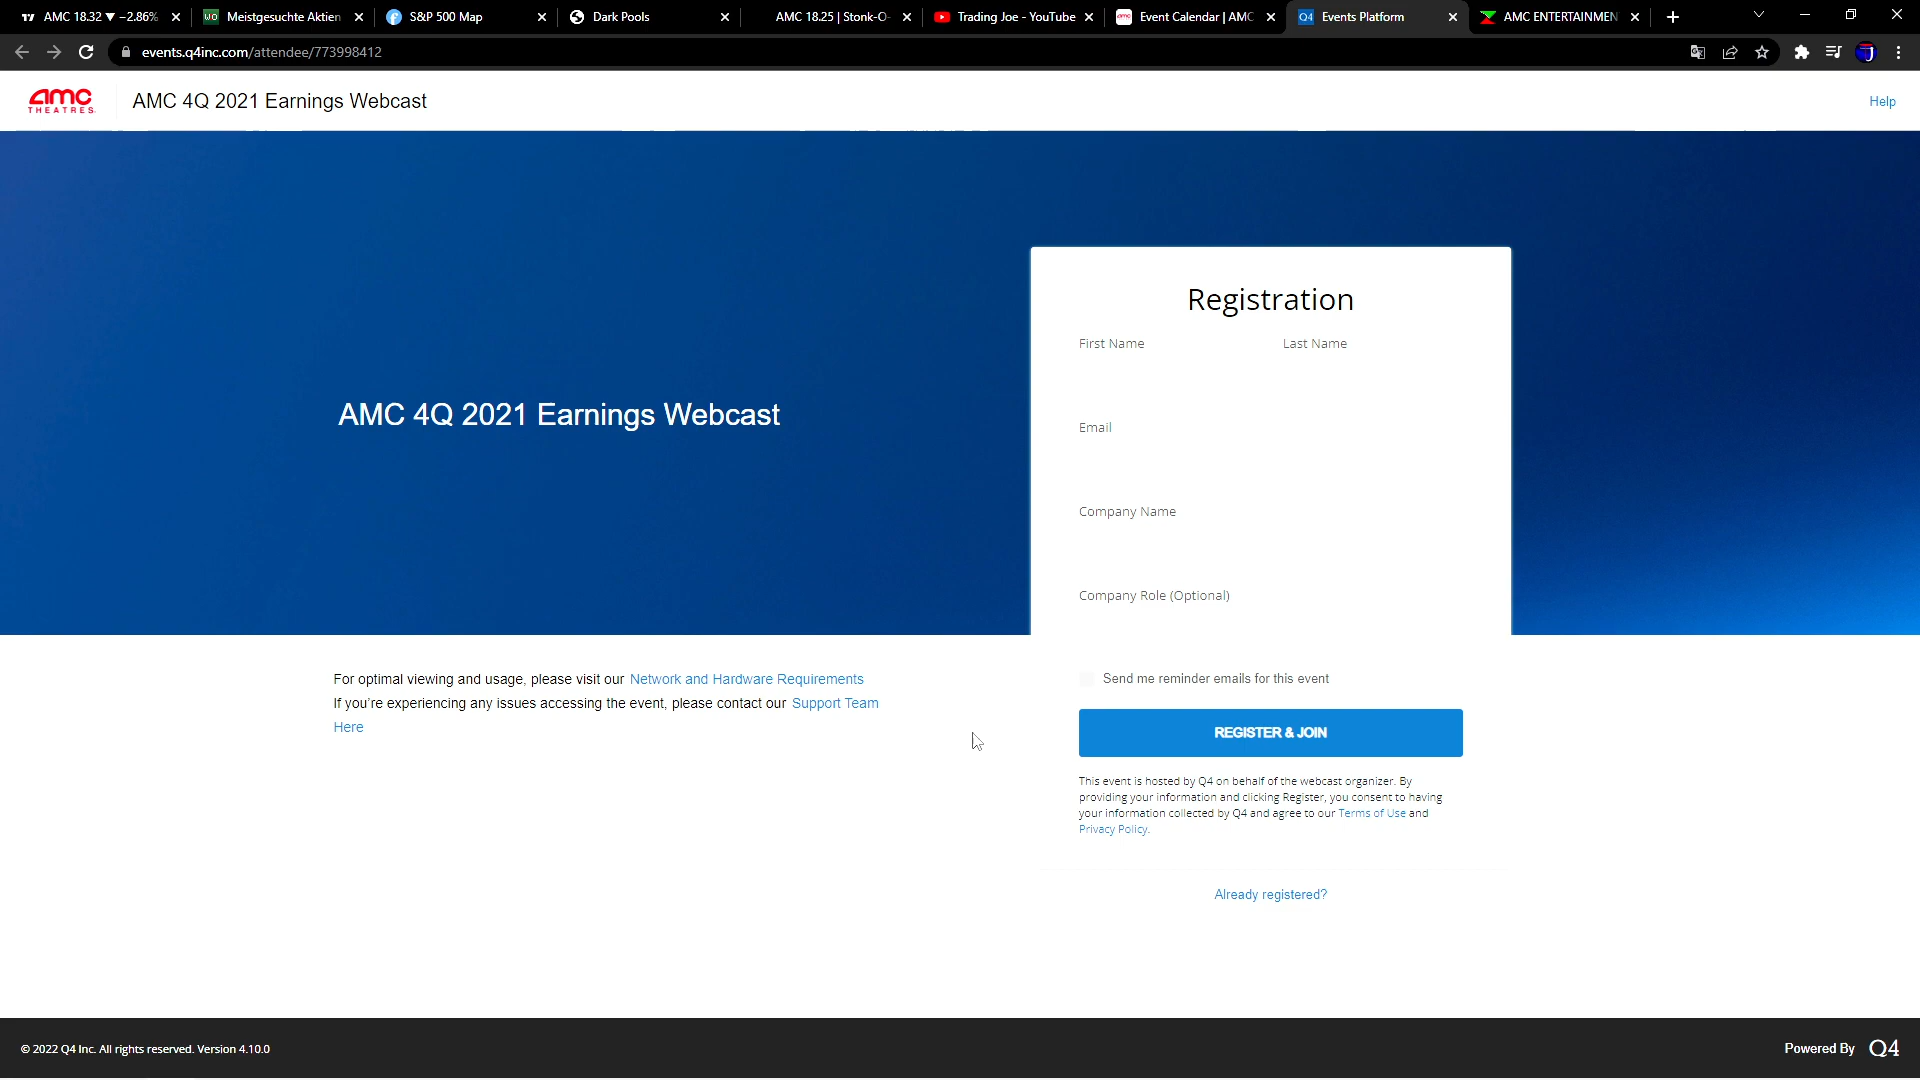 AMC 18.32 ▼ −2.86%
WO Meistgesuchte Aktien
S&P 500 Map
Dark Pools
AMC 18.25 | Stonk-O-
Trading Joe - YouTube
Event Calendar | AMC
Q4 Events Platform
AMC ENTERTAINMEN
events.q4inc.com/attendee/773998412
amc THEATRES
AMC 4Q 2021 Earnings Webcast
Help
Registration
First Name
Last Name
AMC 4Q 2021 Earnings Webcast
Email
Company Name
Company Role (Optional)
For optimal viewing and usage, please visit our Network and Hardware Requirements
If you're experiencing any issues accessing the event, please contact our Support Team
Here
Send me reminder emails for this event
REGISTER & JOIN
This event is hosted by Q4 on behalf of the webcast organizer. By
providing your information and clicking Register, you consent to having
your information collected by Q4 and agree to our Terms of Use and
Privacy Policy.
Already registered?
© 2022 Q4 Inc. All rights reserved. Version 4.10.0
Powered By Q4